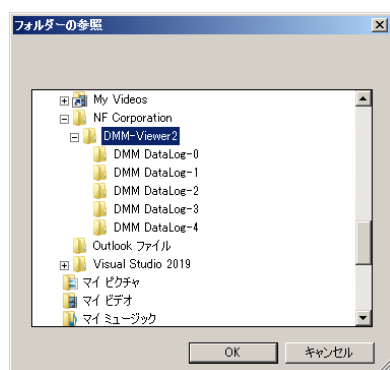 フォルダーの参照
My Videos
NF Corporation
DMM-Viewer2
DMM DataLog-0
DMM DataLog-1
DMM DataLog-2
DMM DataLog-3
DMM DataLog-4
Outlook ファイル
Visual Studio 2019
マイ ピクチャ
マイ ビデオ
マイ ミュージック
OK キャンセル